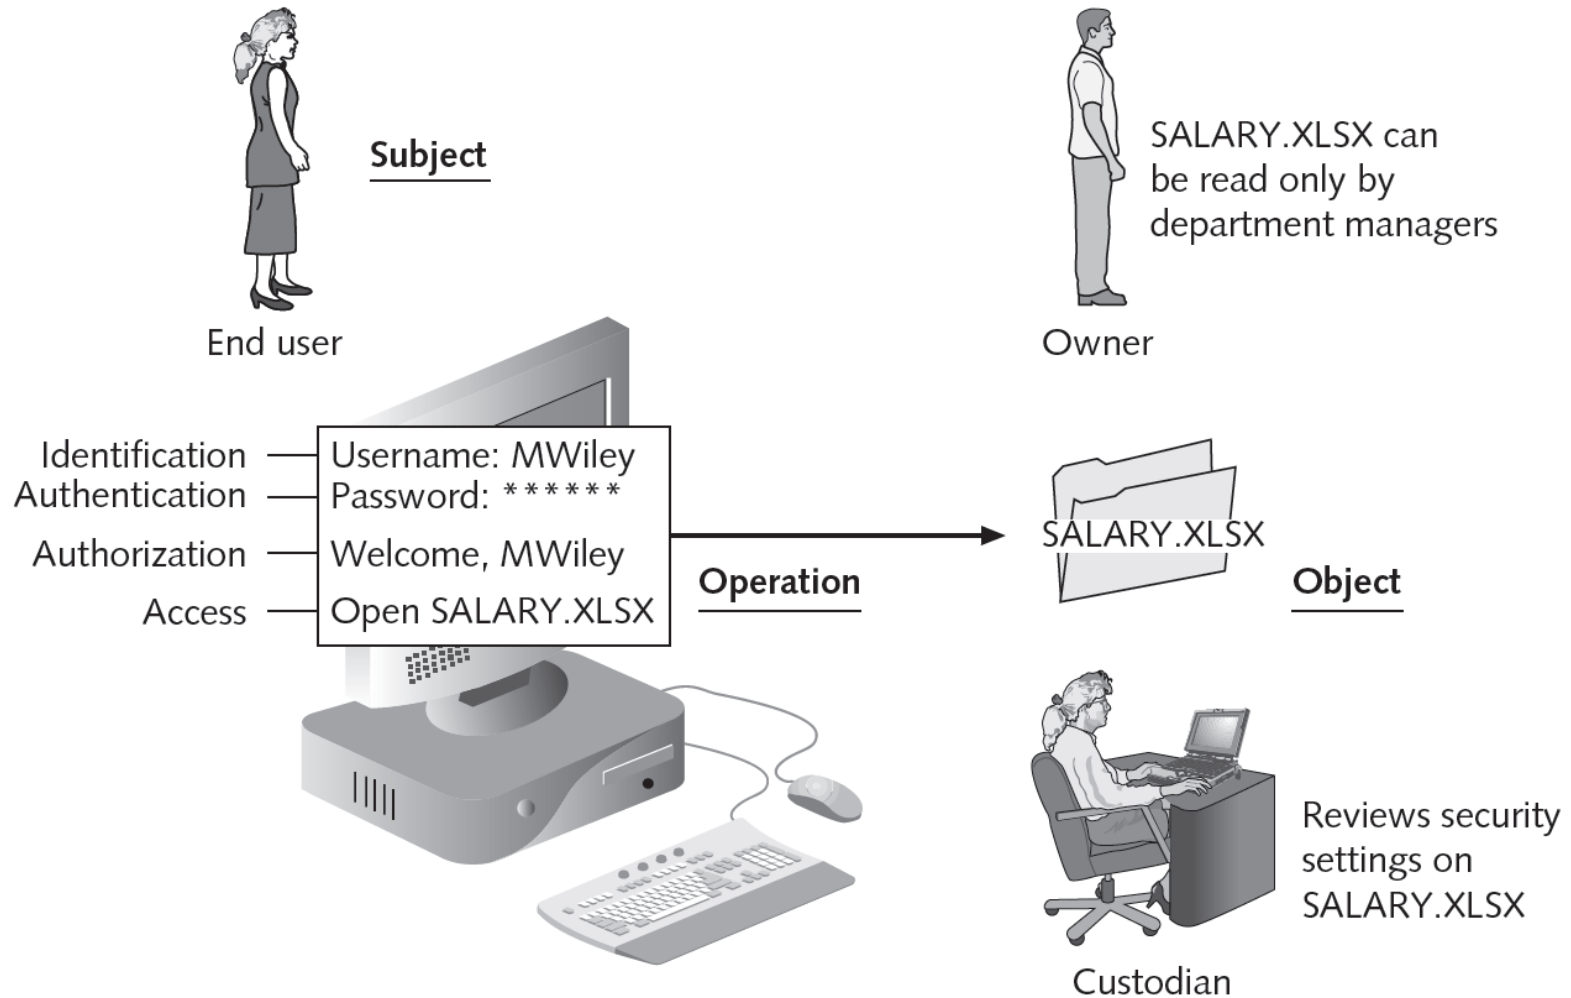 Subject
SALARY.XLSX can
be read only by
department managers
End user
Owner
Identification
Username: MWiley
Authentication
Password: ******
Authorization
Welcome, MWiley
Access
Open SALARY.XLSX
Operation
SALARY.XLSX
Object
Reviews security
settings on
SALARY.XLSX
Custodian